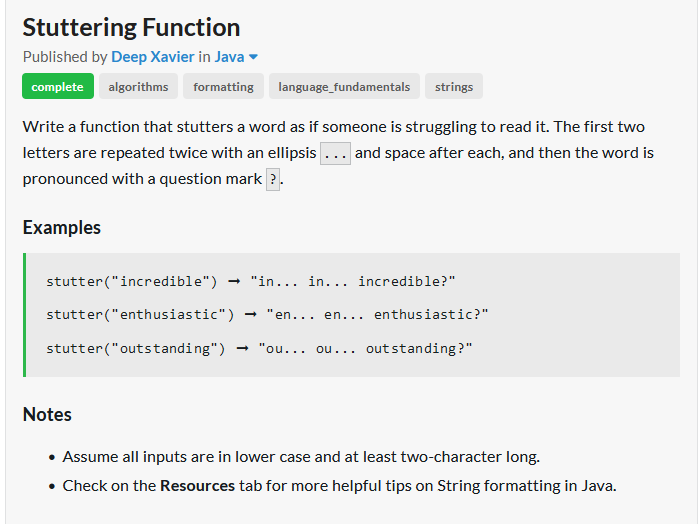 Stuttering Function
Published by Deep Xavier in Java
complete algorithms formatting language_fundamentals strings
Write a function that stutters a word as if someone is struggling to read it. The first two
letters are repeated twice with an ellipsis ... and space after each, and then the word is
pronounced with a question mark ?.
Examples
stutter("incredible") ➞ "in... in... incredible?"
stutter("enthusiastic") ➞ "en... en... enthusiastic?"
stutter("outstanding") ➞ "ou... ou... outstanding?"
Notes
• Assume all inputs are in lower case and at least two-character long.
• Check on the Resources tab for more helpful tips on String formatting in Java.